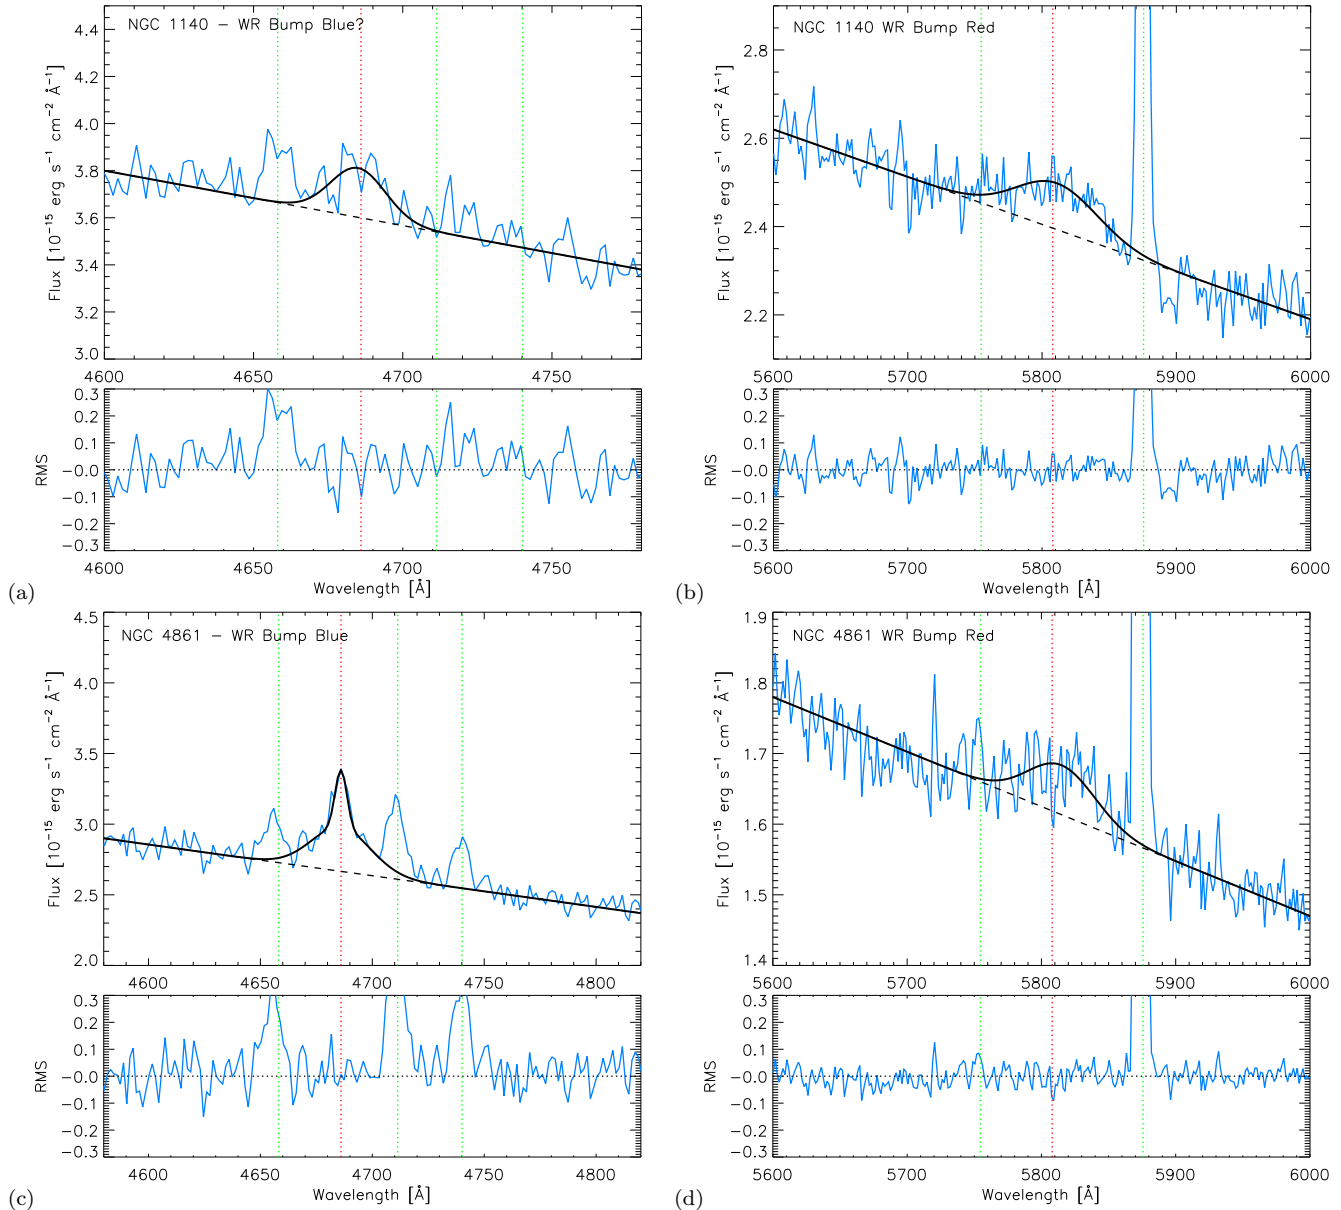 NGC 1140 – WR Bump Blue?
Flux [10⁻¹⁵ erg s⁻¹ cm⁻² Å⁻¹]
4.4
4.2
4.0
3.8
3.6
3.4
3.2
3.0
4600 4650 4700 4750
RMS
0.3
0.2
0.1
−0.0
−0.1
−0.2
−0.3
4600 4650 4700 4750
Wavelength [Å]
(a)
NGC 1140 WR Bump Red
Flux [10⁻¹⁵ erg s⁻¹ cm⁻² Å⁻¹]
2.8
2.6
2.4
2.2
5600 5700 5800 5900 6000
RMS
0.3
0.2
0.1
−0.0
−0.1
−0.2
−0.3
5600 5700 5800 5900 6000
Wavelength [Å]
(b)
NGC 4861 – WR Bump Blue
Flux [10⁻¹⁵ erg s⁻¹ cm⁻² Å⁻¹]
4.5
4.0
3.5
3.0
2.5
2.0
4600 4650 4700 4750 4800
RMS
0.3
0.2
0.1
−0.0
−0.1
−0.2
−0.3
4600 4650 4700 4750 4800
Wavelength [Å]
(c)
NGC 4861 WR Bump Red
Flux [10⁻¹⁵ erg s⁻¹ cm⁻² Å⁻¹]
1.9
1.8
1.7
1.6
1.5
1.4
5600 5700 5800 5900 6000
RMS
0.3
0.2
0.1
−0.0
−0.1
−0.2
−0.3
5600 5700 5800 5900 6000
Wavelength [Å]
(d)